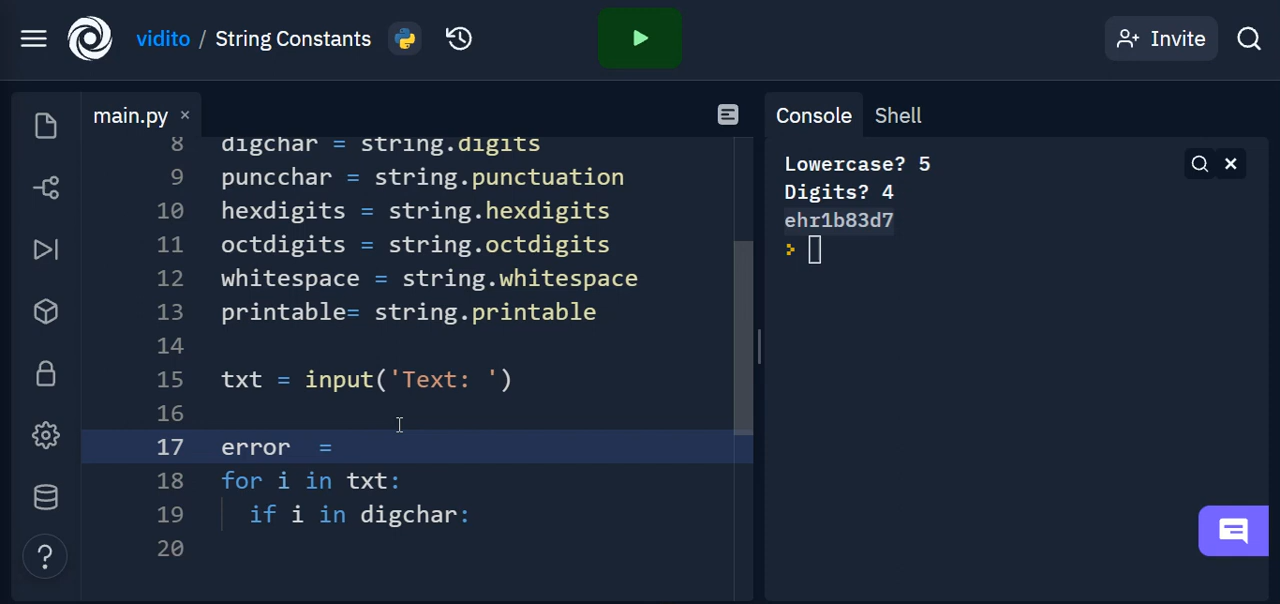 vidito / String Constants
Invite
main.py ×
Console
Shell
8 digchar = string.digits
9 puncchar = string.punctuation
10 hexdigits = string.hexdigits
11 octdigits = string.octdigits
12 whitespace = string.whitespace
13 printable= string.printable
14
15 txt = input('Text: ')
16
17 error  =
18 for i in txt:
19   if i in digchar:
20
Lowercase? 5
Digits? 4
ehr1b83d7
>
?